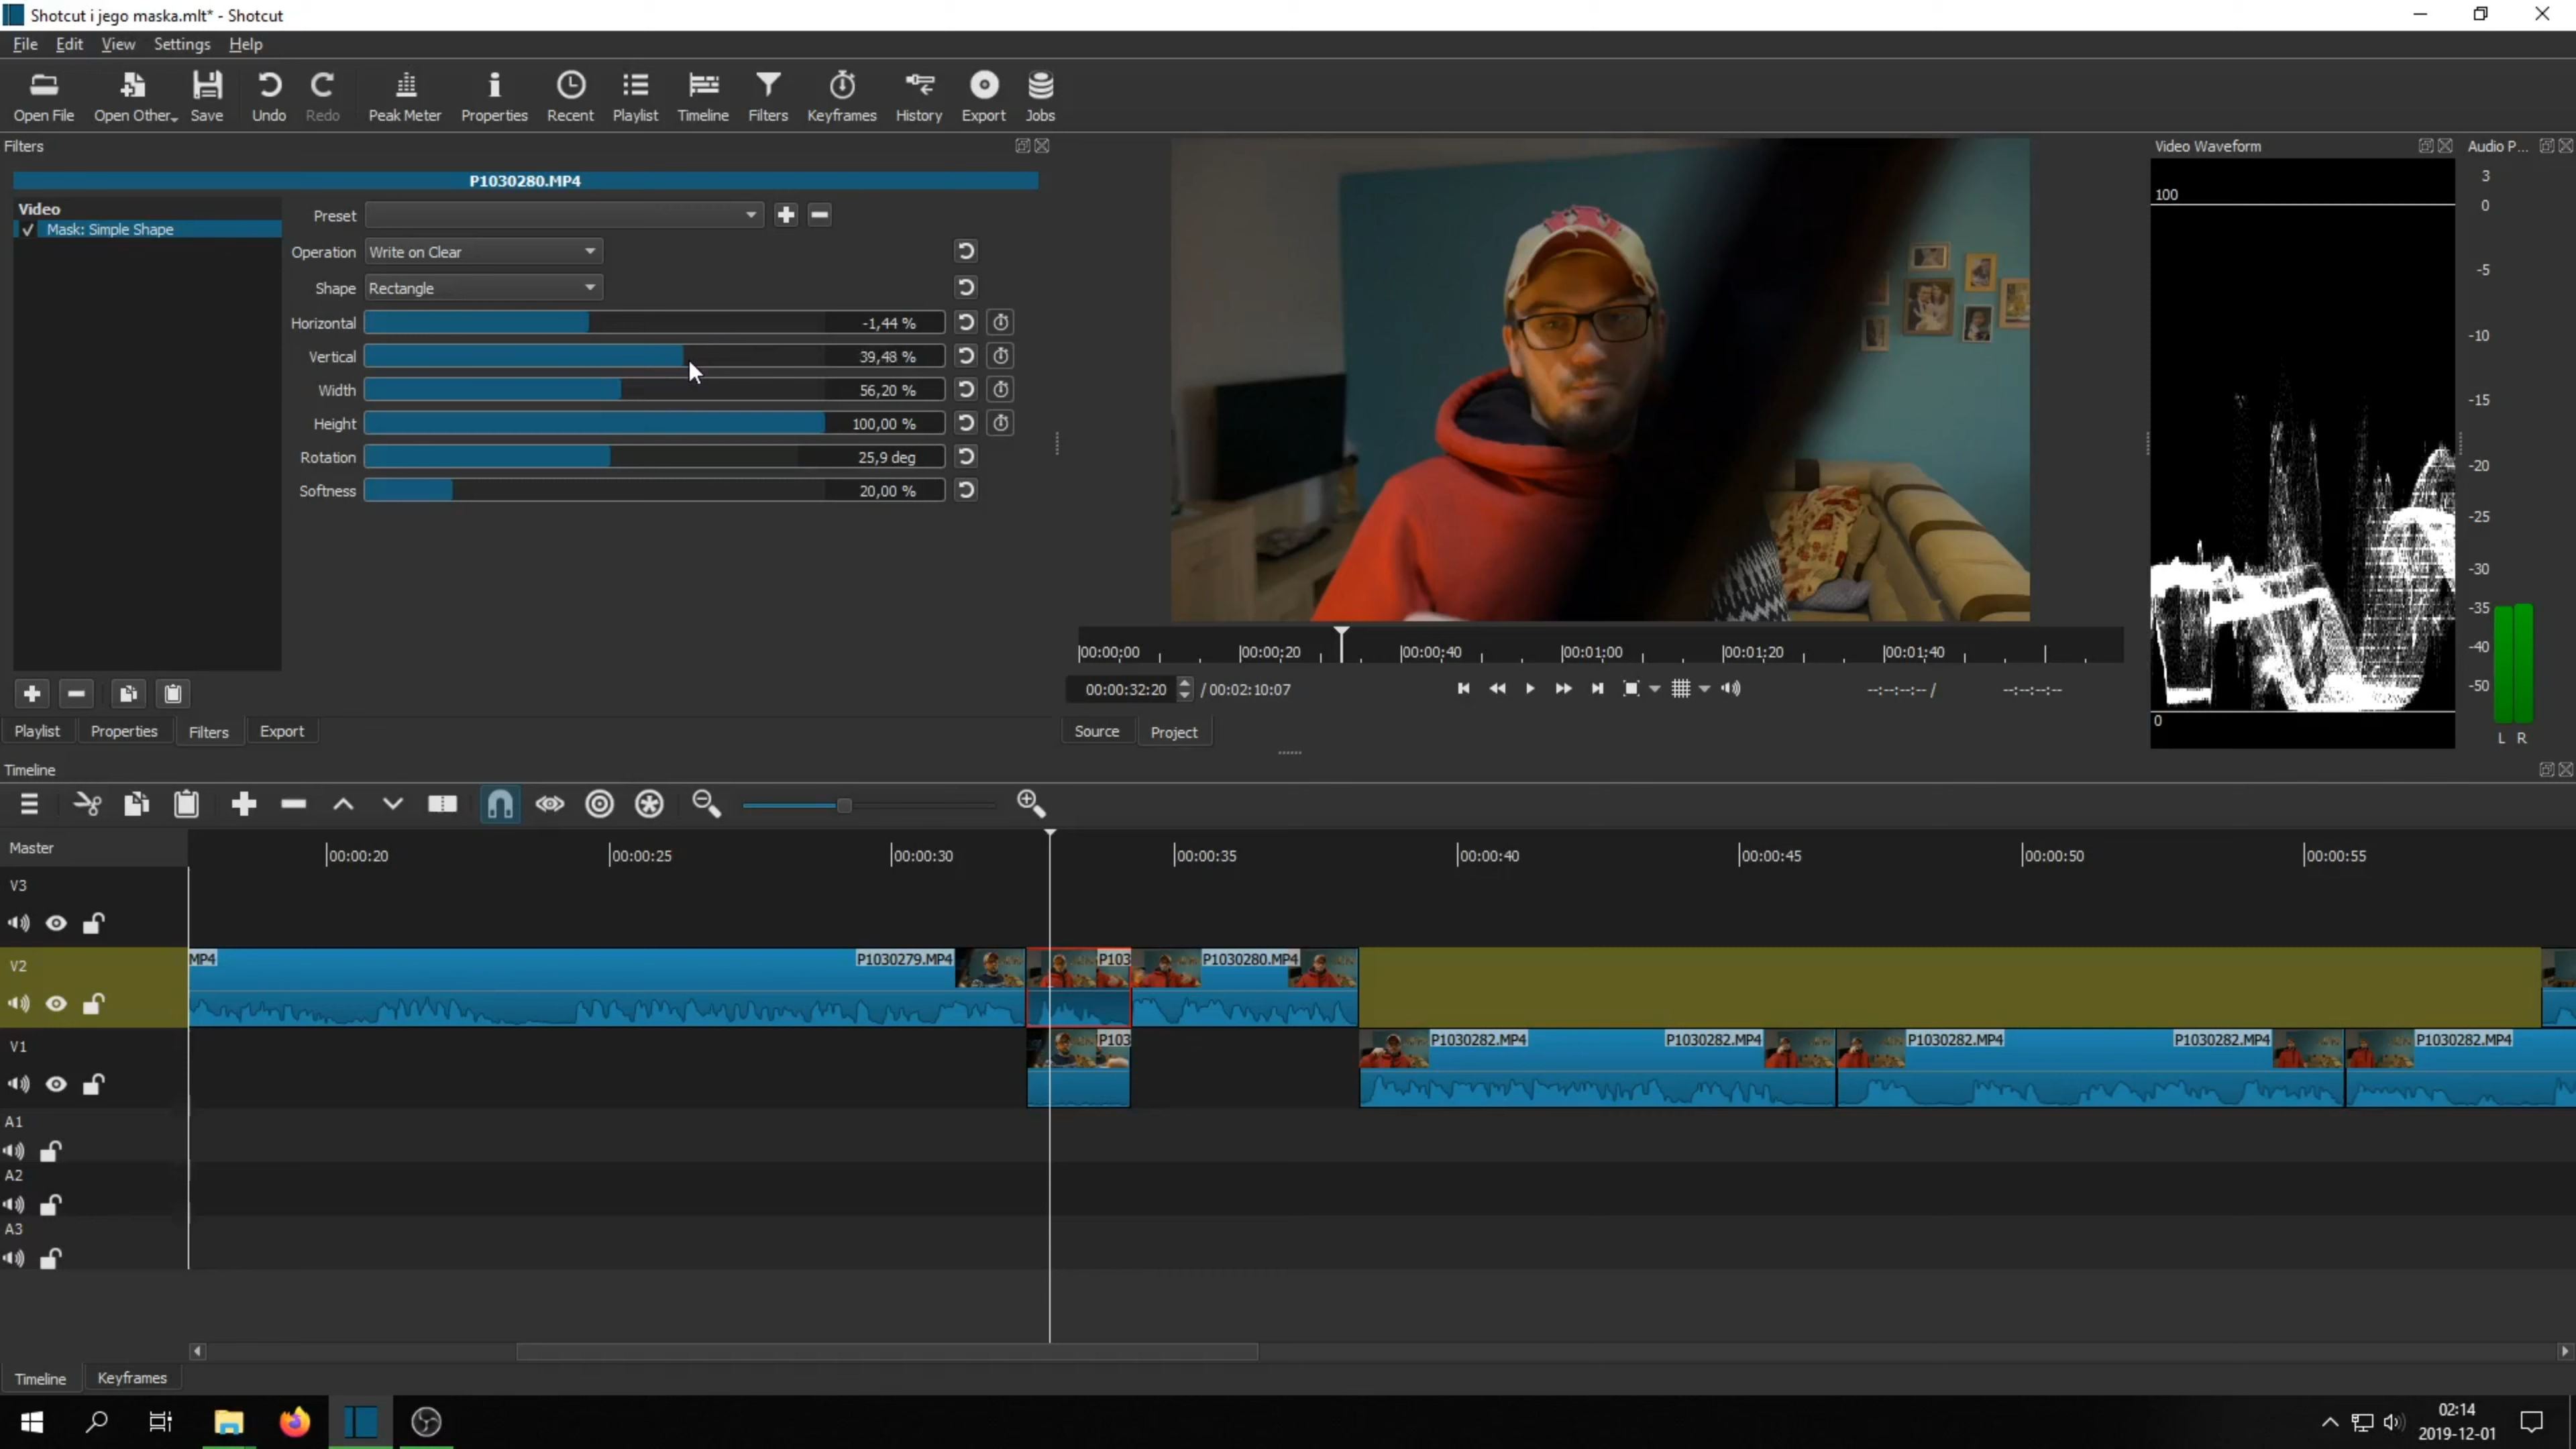 Shotcut i jego maska.mlt* - Shotcut
File Edit View Settings Help
Open File Open Other Save Undo Redo Peak Meter Properties Recent Playlist Timeline Filters Keyframes History Export Jobs
Filters
P1030280.MP4
Video
Mask: Simple Shape
Preset
Operation Write on Clear
Shape Rectangle
Horizontal -1,44 %
Vertical 39,48 %
Width 56,20 %
Height 100,00 %
Rotation 25,9 deg
Softness 20,00 %
Playlist Properties Filters Export
00:00:00 00:00:20 00:00:40 00:01:00 00:01:20 00:01:40
00:00:32:20 / 00:02:10:07 --:--:--:-- / --:--:--:--
Source Project
Video Waveform
100
0
Audio P...
3
0
-5
-10
-15
-20
-25
-30
-35
-40
-50
L R
Timeline
Master
00:00:20 00:00:25 00:00:30 00:00:35 00:00:40 00:00:45 00:00:50 00:00:55
V3
V2
MP4 P1030279.MP4 P103 P1030280.MP4
V1
P103 P1030282.MP4 P1030282.MP4 P1030282.MP4 P1030282.MP4 P1030282.MP4
A1
A2
A3
Timeline Keyframes
02:14
2019-12-01